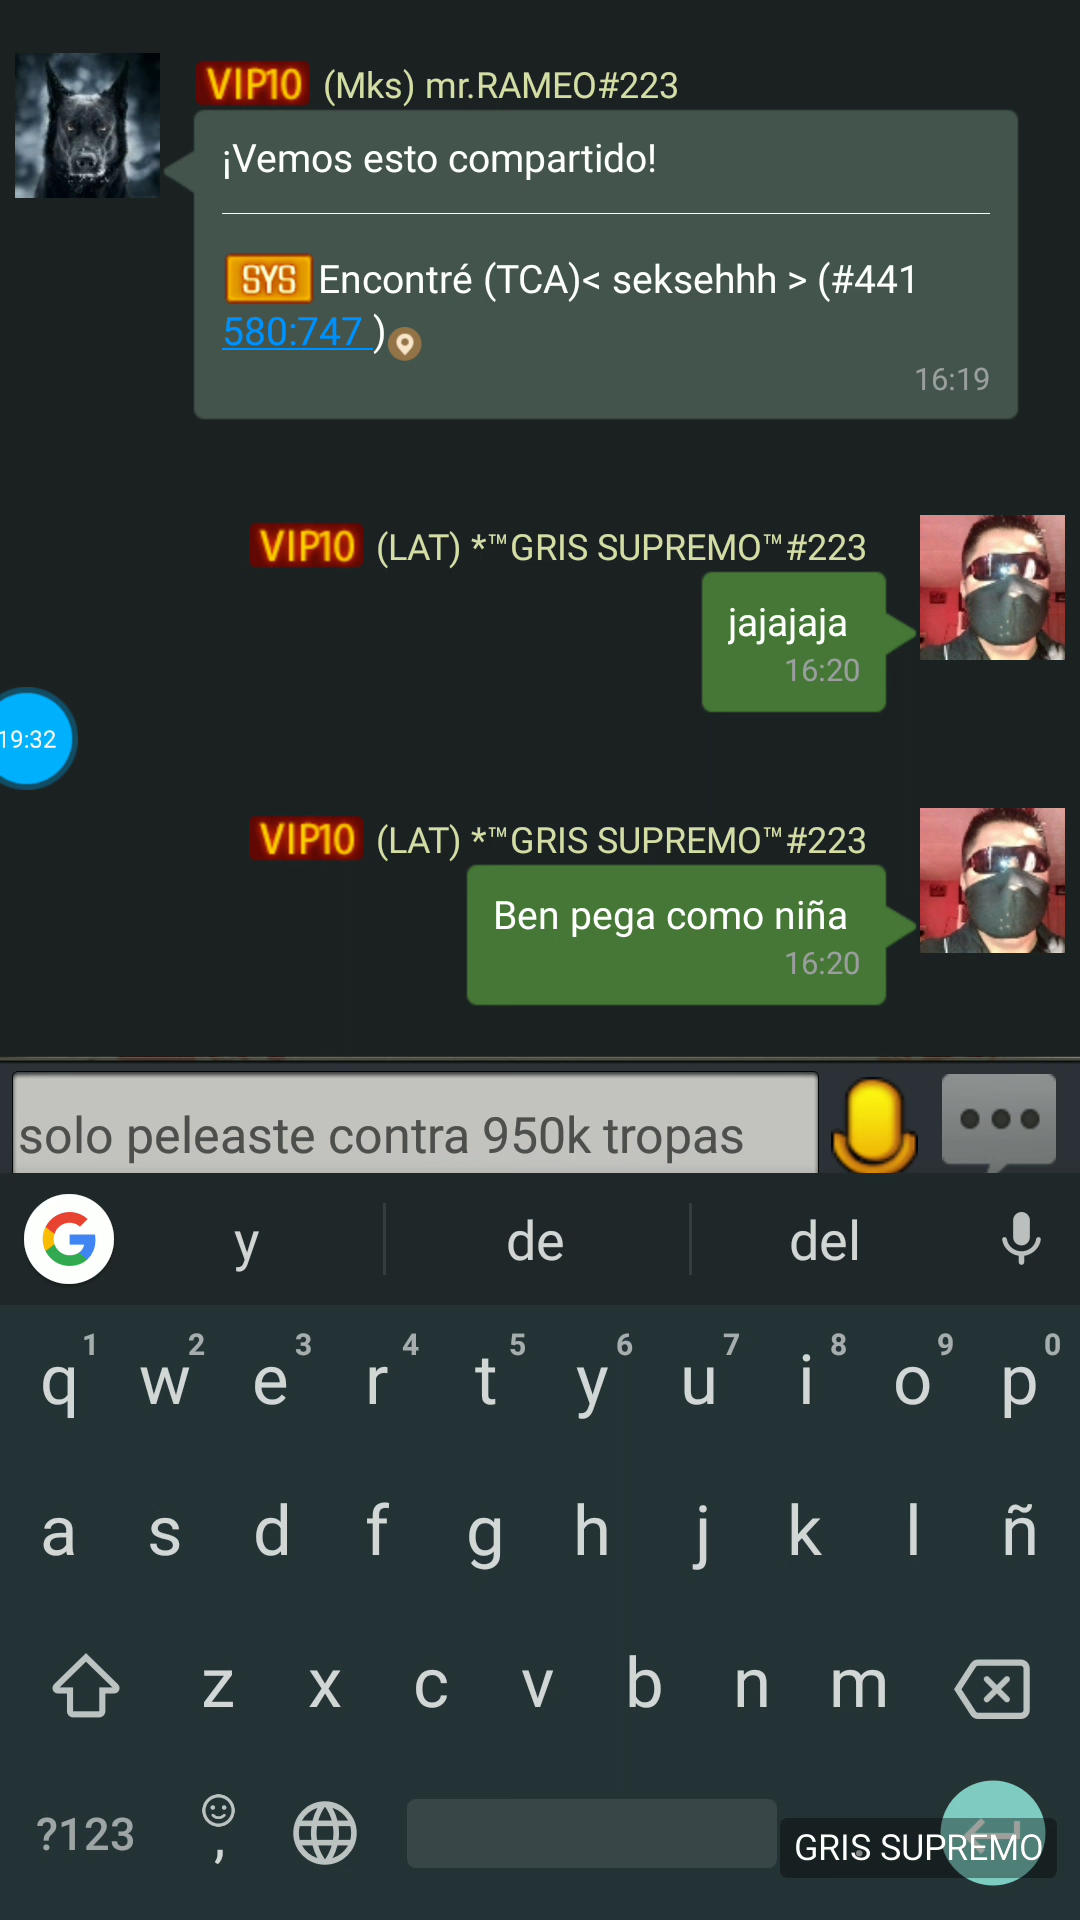 VIP10 (Mks) mr.RAMEO#223
¡Vemos esto compartido!
SYS Encontré (TCA)< seksehhh > (#441
580:747 )
16:19
VIP10 (LAT) *™GRIS SUPREMO™#223
jajajaja
16:20
19:32
VIP10 (LAT) *™GRIS SUPREMO™#223
Ben pega como niña
16:20
solo peleaste contra 950k tropas
G y de del
1 2 3 4 5 6 7 8 9 0
q w e r t y u i o p
a s d f g h j k l ñ
z x c v b n m
?123 , GRIS SUPREMO